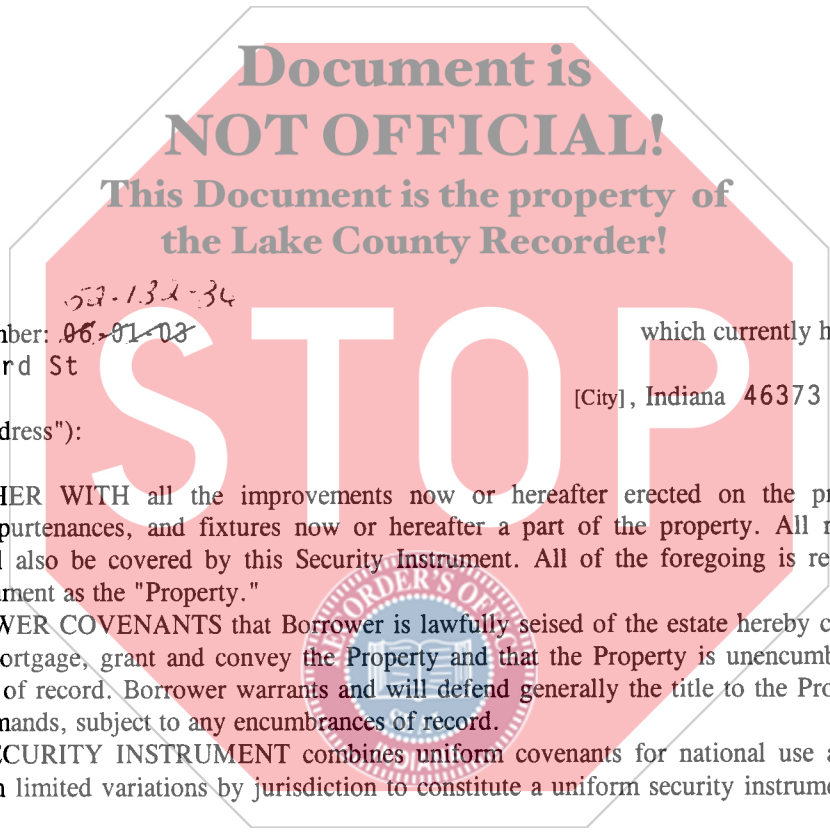 Document is
NOT OFFICIAL!
This Document is the property of
the Lake County Recorder!
STOP
52-132-34
nber: 06-01-03 which currently h
rd St
[City], Indiana 46373
dress"):
HER WITH all the improvements now or hereafter erected on the pr
purtenances, and fixtures now or hereafter a part of the property. All r
l also be covered by this Security Instrument. All of the foregoing is re
ument as the "Property."
WER COVENANTS that Borrower is lawfully seised of the estate hereby c
ortgage, grant and convey the Property and that the Property is unencumb
of record. Borrower warrants and will defend generally the title to the Pro
mands, subject to any encumbrances of record.
ECURITY INSTRUMENT combines uniform covenants for national use a
n limited variations by jurisdiction to constitute a uniform security instrume
RECORDER'S OFFICE